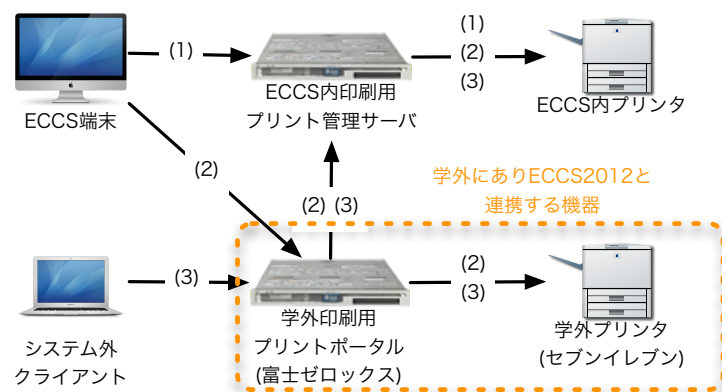 (1)
(1)
(2)
(3)
ECCS端末
ECCS内印刷用
プリント管理サーバ
ECCS内プリンタ
(2)
(2) (3)
学外にありECCS2012と
連携する機器
(3)
(2)
(3)
システム外
クライアント
学外印刷用
プリントポータル
(富士ゼロックス)
学外プリンタ
(セブンイレブン)